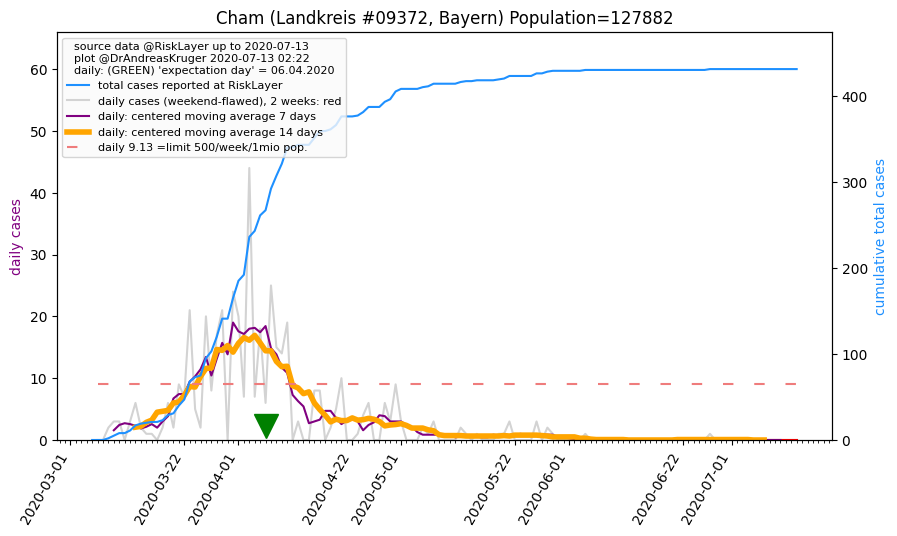 Cham (Landkreis #09372, Bayern) Population=127882
source data @RiskLayer up to 2020-07-13
plot @DrAndreasKruger 2020-07-13 02:22
daily: (GREEN) 'expectation day' = 06.04.2020
total cases reported at RiskLayer
daily cases (weekend-flawed), 2 weeks: red
daily: centered moving average 7 days
daily: centered moving average 14 days
daily 9.13 =limit 500/week/1mio pop.
daily cases
60
50
40
30
20
10
0
cumulative total cases
400
300
200
100
0
2020-03-01
2020-03-22
2020-04-01
2020-04-22
2020-05-01
2020-05-22
2020-06-01
2020-06-22
2020-07-01